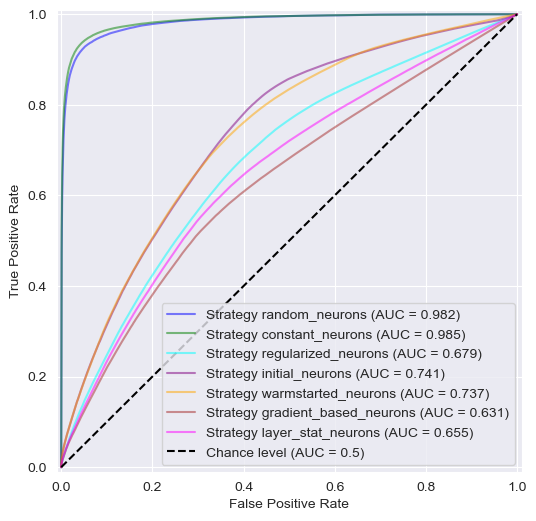 1.0
0.8
0.6
0.4
0.2
0.0
True Positive Rate
Strategy random_neurons (AUC = 0.982)
Strategy constant_neurons (AUC = 0.985)
Strategy regularized_neurons (AUC = 0.679)
Strategy initial_neurons (AUC = 0.741)
Strategy warmstarted_neurons (AUC = 0.737)
Strategy gradient_based_neurons (AUC = 0.631)
Strategy layer_stat_neurons (AUC = 0.655)
Chance level (AUC = 0.5)
0.0 0.2 0.4 0.6 0.8 1.0
False Positive Rate